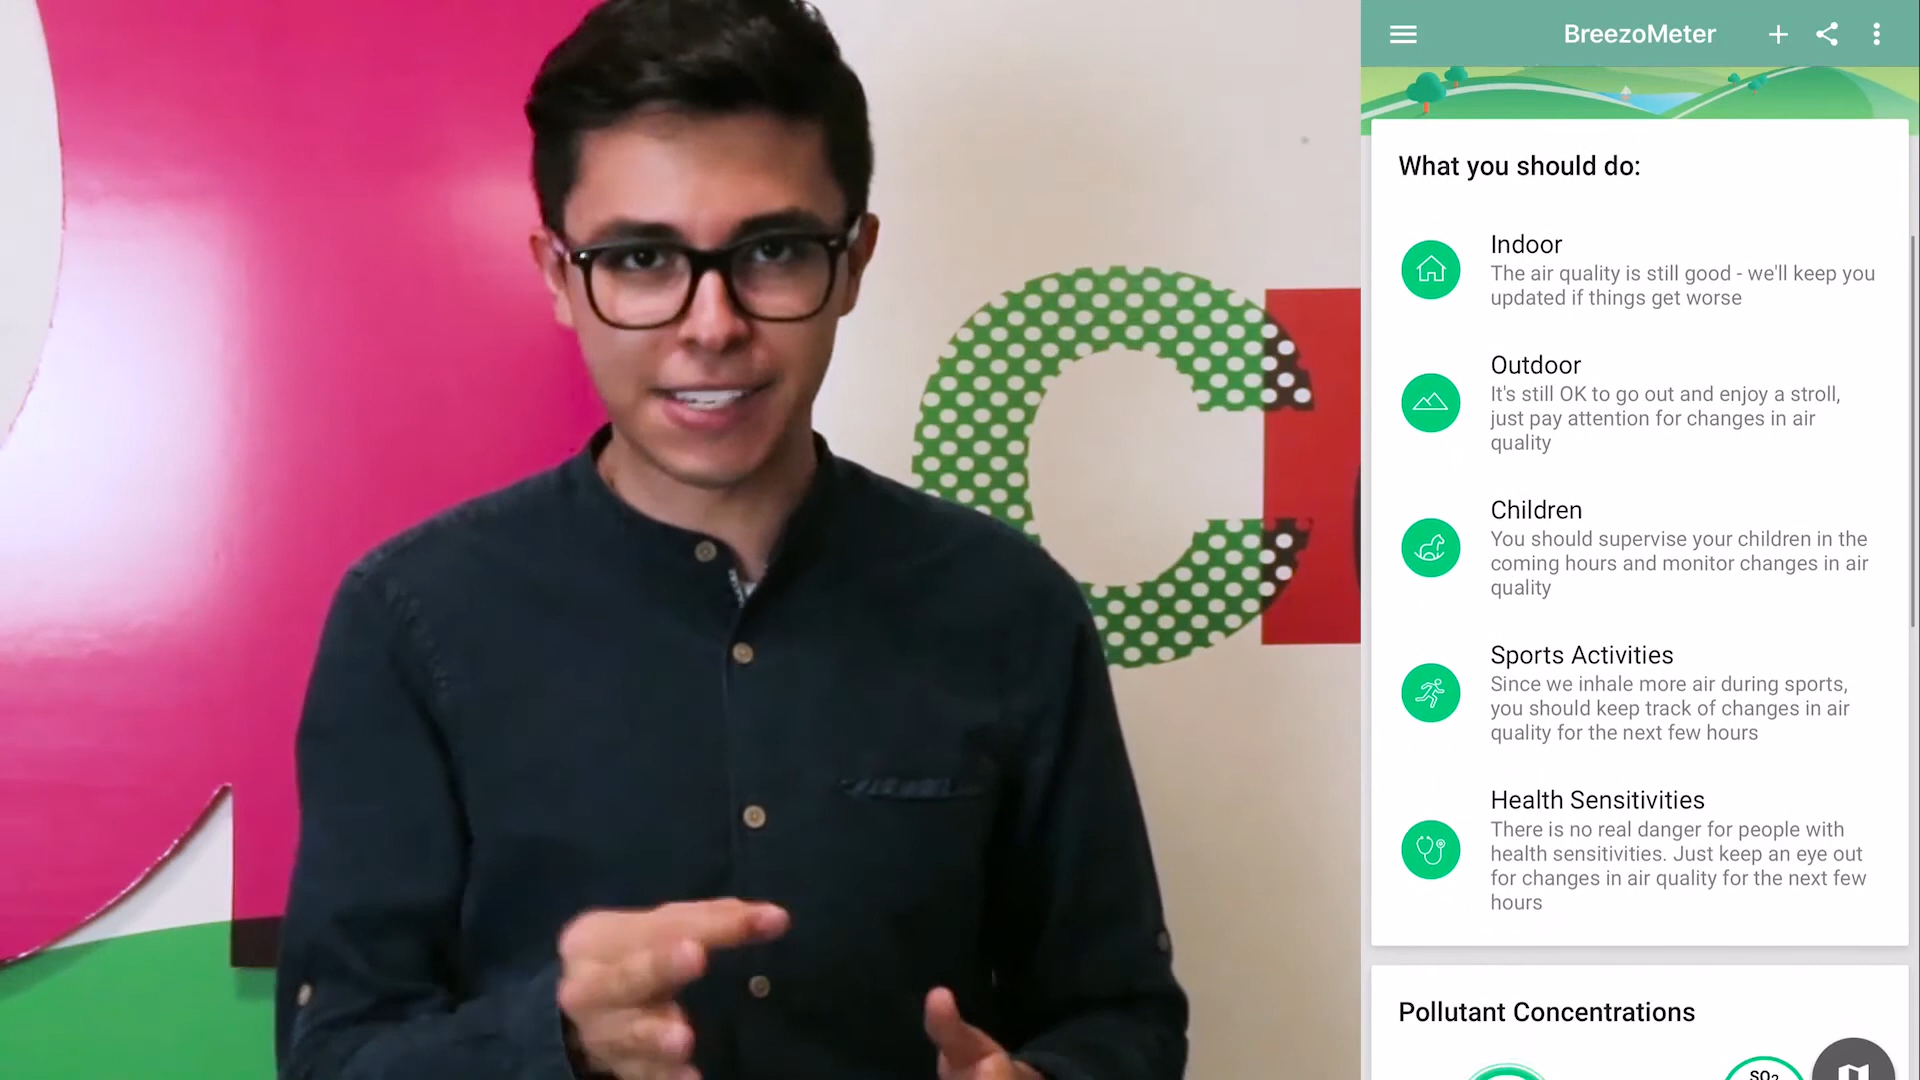 BreezoMeter
What you should do:
Indoor
The air quality is still good - we'll keep you
updated if things get worse
Outdoor
It's still OK to go out and enjoy a stroll,
just pay attention for changes in air
quality
Children
You should supervise your children in the
coming hours and monitor changes in air
quality
Sports Activities
Since we inhale more air during sports,
you should keep track of changes in air
quality for the next few hours
Health Sensitivities
There is no real danger for people with
health sensitivities. Just keep an eye out
for changes in air quality for the next few
hours
Pollutant Concentrations
SO₂
C